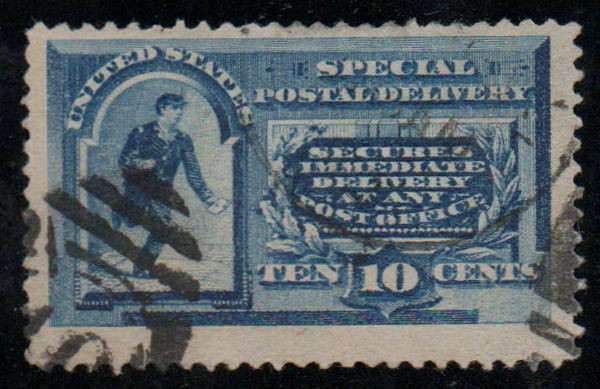 UNITED STATES
SPECIAL
POSTAL DELIVERY
SECURES
IMMEDIATE
DELIVERY
AT ANY
POST OFFICE
TEN 10 CENTS